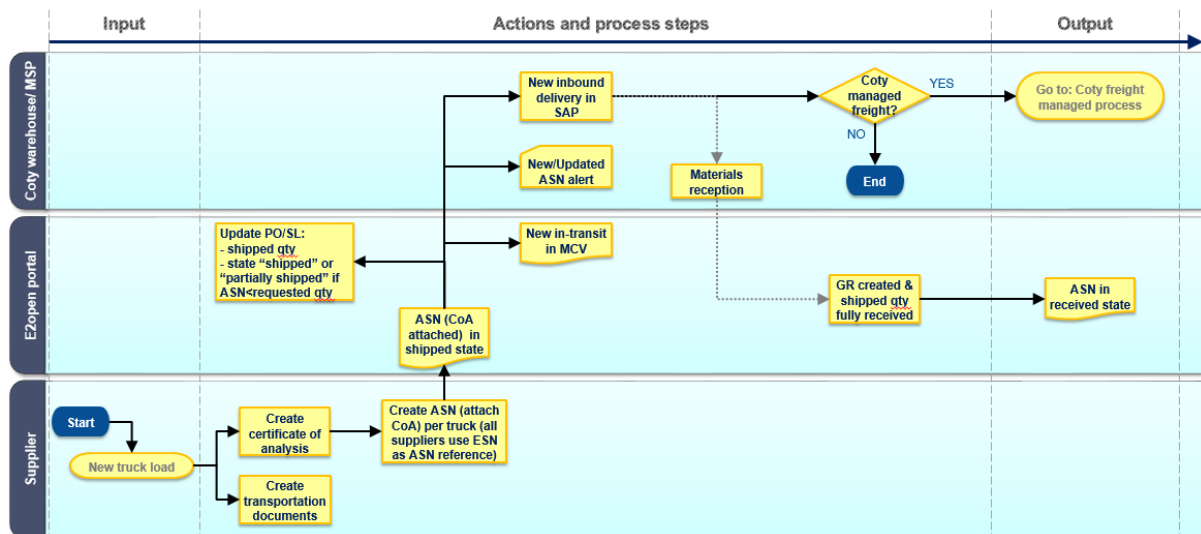 Input
Actions and process steps
Output
Coty warehouse/ MSP
New inbound
delivery in
SAP
Coty
managed
freight?
YES
Go to: Coty freight
managed process
NO
End
New/Updated
ASN alert
Materials
reception
E2open portal
Update PO/SL:
- shipped qty
- state “shipped” or
“partially shipped” if
ASN<requested qty
New in-transit
in MCV
ASN (CoA
attached) in
shipped state
GR created &
shipped qty
fully received
ASN in
received state
Supplier
Start
New truck load
Create
certificate of
analysis
Create ASN (attach
CoA) per truck (all
suppliers use ESN
as ASN reference)
Create
transportation
documents